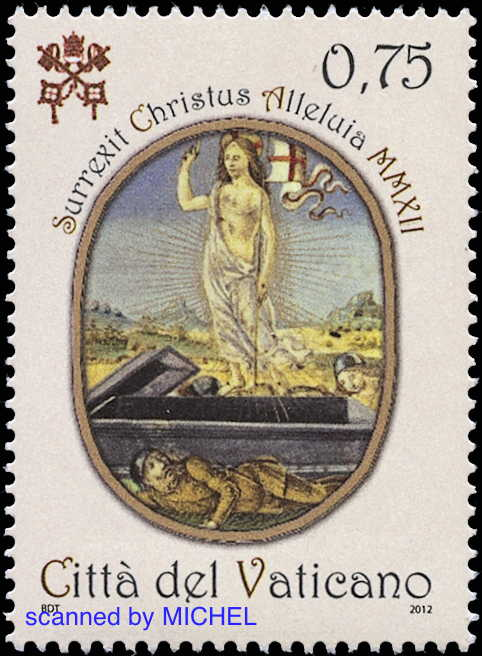 0,75
Surrexit Christus Alleluia MMXII
Città del Vaticano
BDT 2012
scanned by MICHEL